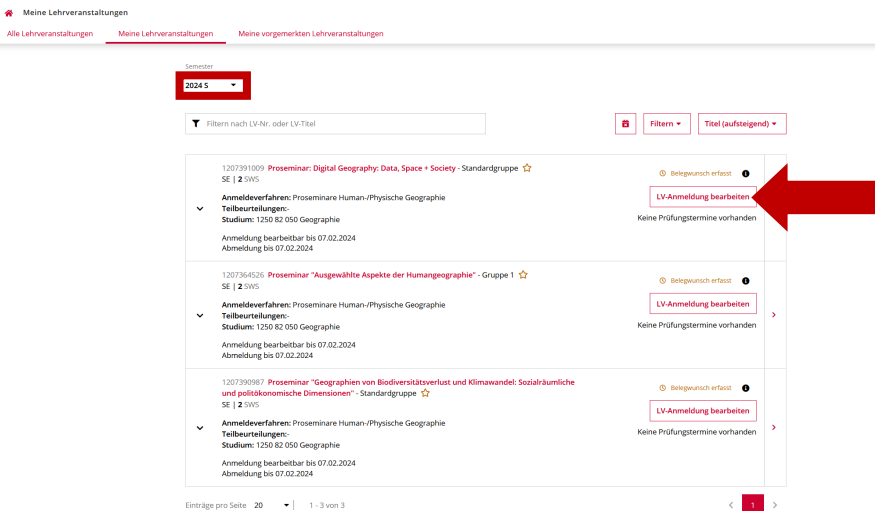 Meine Lehrveranstaltungen
Alle Lehrveranstaltungen Meine Lehrveranstaltungen Meine vorgemerkten Lehrveranstaltungen
Semester
2024 S
Filtern nach LV-Nr. oder LV-Titel Filtern Titel (aufsteigend)
1207391009 Proseminar: Digital Geography: Data, Space + Society - Standardgruppe
SE | 2 SWS
Belegwunsch erfasst
LV-Anmeldung bearbeiten
Keine Prüfungstermine vorhanden
Anmeldeverfahren: Proseminare Human-/Physische Geographie
Teilbeurteilungen:-
Studium: 1250 82 050 Geographie
Anmeldung bearbeitbar bis 07.02.2024
Abmeldung bis 07.02.2024
1207364526 Proseminar "Ausgewählte Aspekte der Humangeographie" - Gruppe 1
SE | 2 SWS
Belegwunsch erfasst
LV-Anmeldung bearbeiten
Keine Prüfungstermine vorhanden
Anmeldeverfahren: Proseminare Human-/Physische Geographie
Teilbeurteilungen:-
Studium: 1250 82 050 Geographie
Anmeldung bearbeitbar bis 07.02.2024
Abmeldung bis 07.02.2024
1207390987 Proseminar "Geographien von Biodiversitätsverlust und Klimawandel: Sozialräumliche
und politökonomische Dimensionen" - Standardgruppe
SE | 2 SWS
Belegwunsch erfasst
LV-Anmeldung bearbeiten
Keine Prüfungstermine vorhanden
Anmeldeverfahren: Proseminare Human-/Physische Geographie
Teilbeurteilungen:-
Studium: 1250 82 050 Geographie
Anmeldung bearbeitbar bis 07.02.2024
Abmeldung bis 07.02.2024
Einträge pro Seite 20 1 - 3 von 3 1